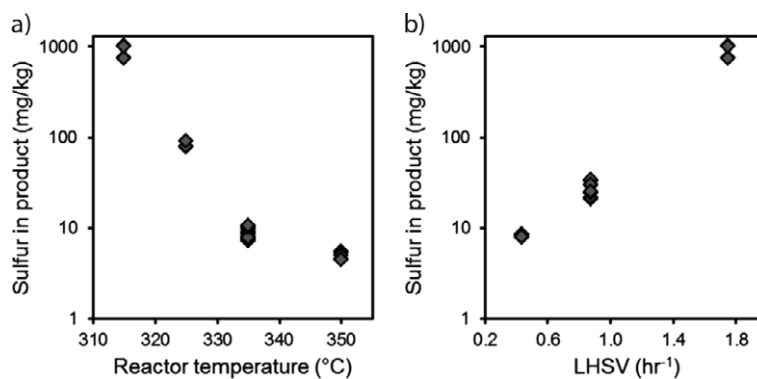 a)
Sulfur in product (mg/kg)
1000
100
10
1
310 320 330 340 350
Reactor temperature (°C)
b)
Sulfur in product (mg/kg)
1000
100
10
1
0.2 0.6 1.0 1.4 1.8
LHSV (hr⁻¹)